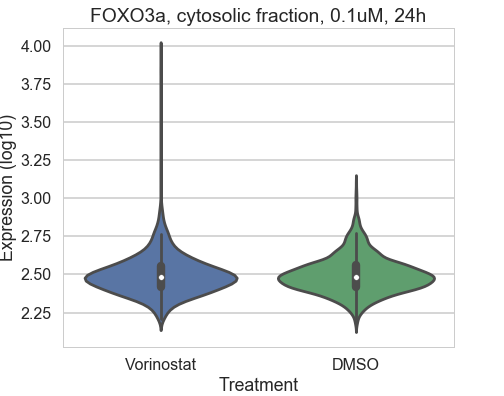 FOXO3a, cytosolic fraction, 0.1uM, 24h
Expression (log10)
4.00
3.75
3.50
3.25
3.00
2.75
2.50
2.25
Vorinostat DMSO
Treatment